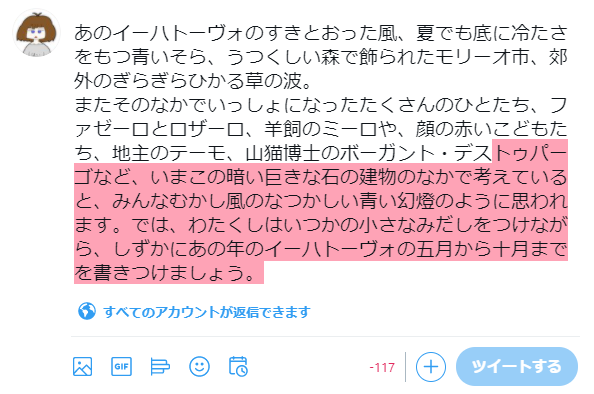 あのイーハトーヴォのすきとおった風、夏でも底に冷たさ
をもつ青いそら、うつくしい森で飾られたモリーオ市、郊
外のぎらぎらひかる草の波。
またそのなかでいっしょになったたくさんのひとたち、フ
ァゼーロとロザーロ、羊飼のミーロや、顔の赤いこどもた
ち、地主のテーモ、山猫博士のボーガント・デストゥパー
ゴなど、いまこの暗い巨きな石の建物のなかで考えている
と、みんなむかし風のなつかしい青い幻燈のように思われ
ます。では、わたくしはいつかの小さなみだしをつけなが
ら、しずかにあの年のイーハトーヴォの五月から十月まで
を書きつけましょう。
すべてのアカウントが返信できます
GIF
-117
ツイートする